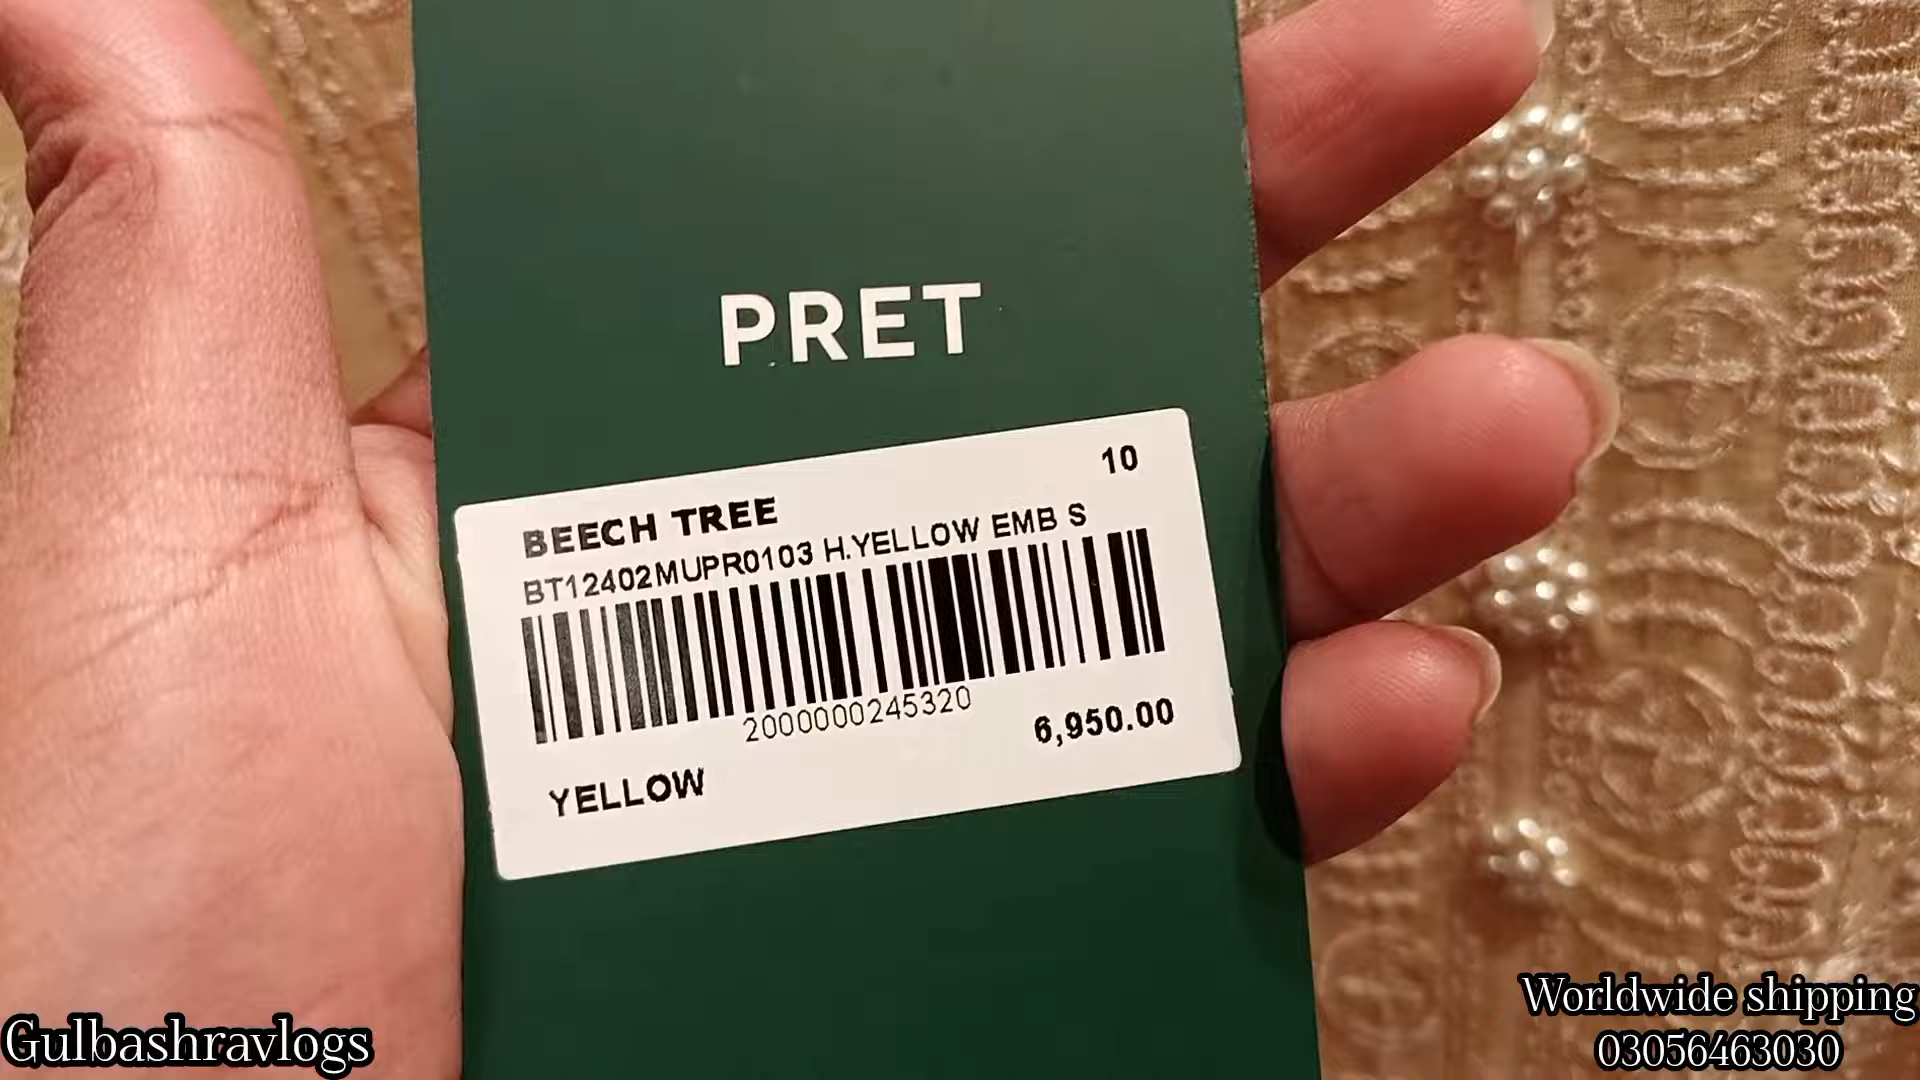 PRET
10
BEECH TREE
BT12402MUPR0103 H.YELLOW EMB S
2000000245320
6,950.00
YELLOW
Gulbashravlogs
Worldwide shipping
03056463030